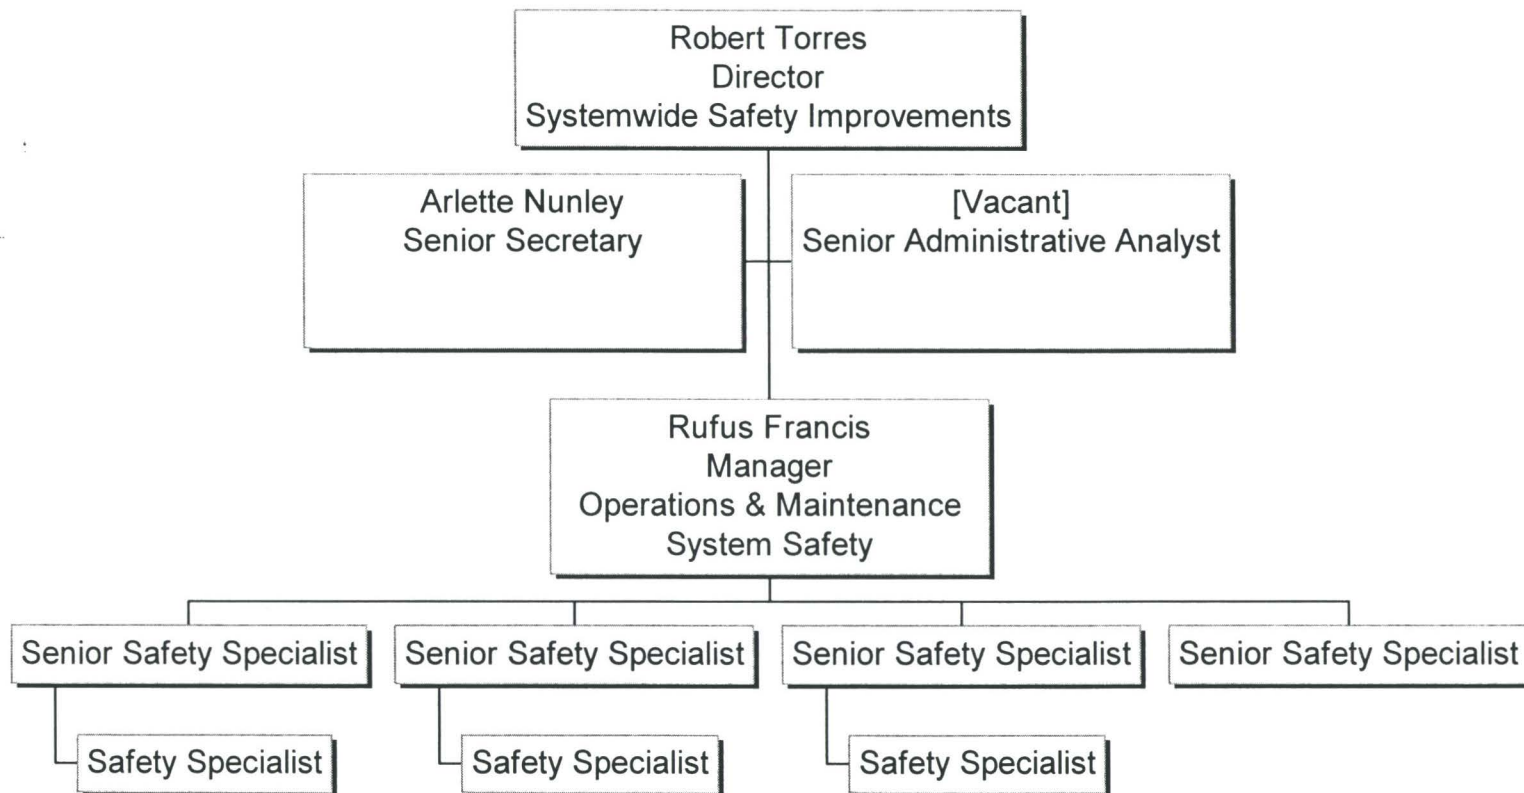 Robert Torres
Director
Systemwide Safety Improvements
Arlette Nunley
Senior Secretary
[Vacant]
Senior Administrative Analyst
Rufus Francis
Manager
Operations & Maintenance
System Safety
Senior Safety Specialist
Senior Safety Specialist
Senior Safety Specialist
Senior Safety Specialist
Safety Specialist
Safety Specialist
Safety Specialist